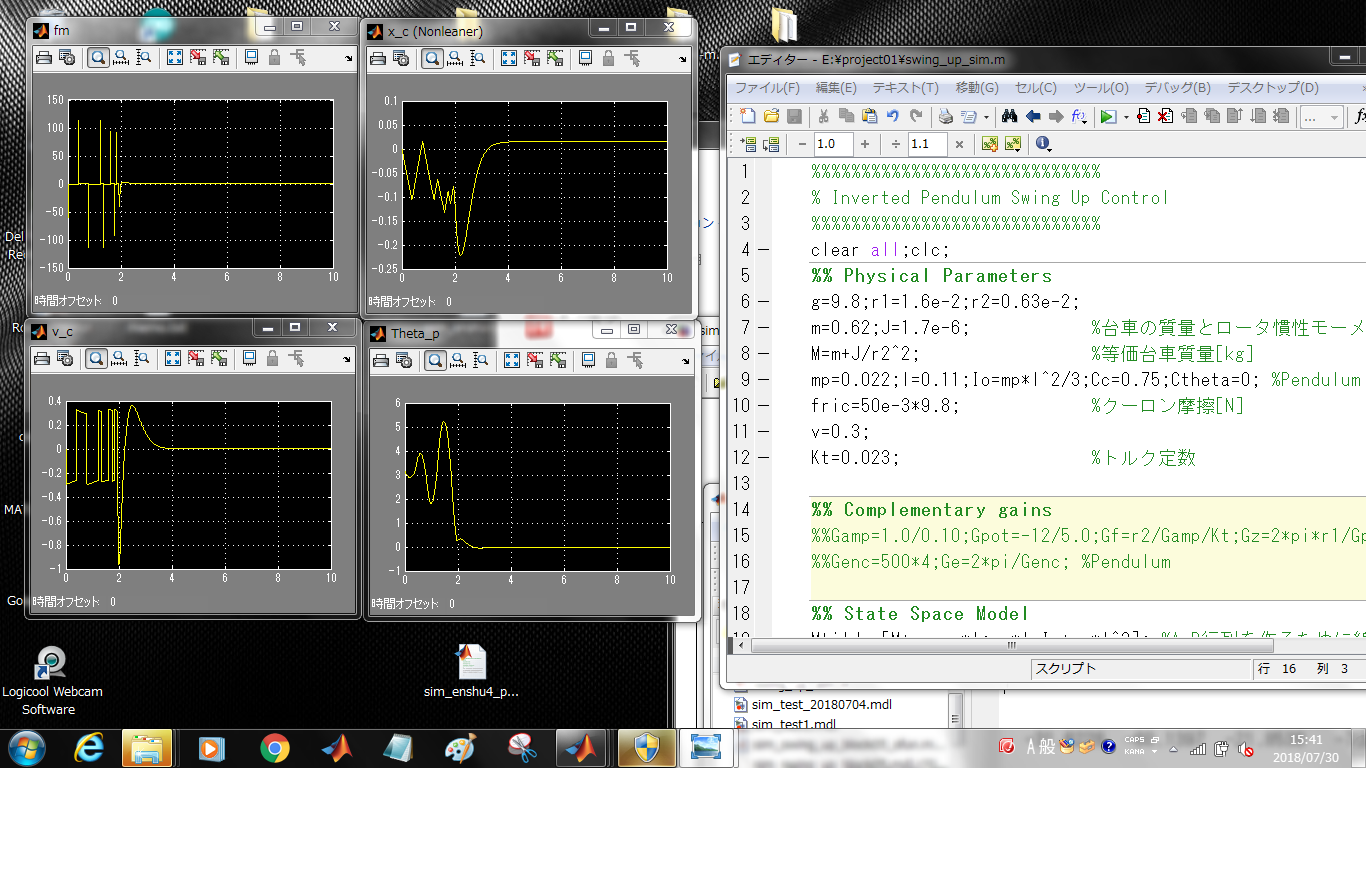 fm
150
100
50
0
-50
-100
-150
0 2 4 6 8 10
時間オフセット: 0
x_c (Nonleaner)
0.1
0.05
0
-0.05
-0.1
-0.15
-0.2
-0.25
0 2 4 6 8 10
時間オフセット: 0
v_c
0.4
0.2
0
-0.2
-0.4
-0.6
-0.8
-1
0 2 4 6 8 10
時間オフセット: 0
Theta_p
6
5
4
3
2
1
0
-1
0 2 4 6 8 10
時間オフセット: 0
Logicool Webcam
Software
sim_enshu4_p...
エディター - E:¥project01¥swing_up_sim.m
ファイル(F) 編集(E) テキスト(T) 移動(G) セル(C) ツール(O) デバッグ(B) デスクトップ(D)
1.0 1.1
1 %%%%%%%%%%%%%%%%%%%%%%%%%%%%%
2 % Inverted Pendulum Swing Up Control
3 %%%%%%%%%%%%%%%%%%%%%%%%%%%%%
4 clear all;clc;
5 %% Physical Parameters
6 g=9.8;r1=1.6e-2;r2=0.63e-2;
7 m=0.62;J=1.7e-6; %台車の質量とロータ慣性モーメ
8 M=m+J/r2^2; %等価台車質量[kg]
9 mp=0.022;l=0.11;Io=mp*l^2/3;Cc=0.75;Ctheta=0; %Pendulum
10 fric=50e-3*9.8; %クーロン摩擦[N]
11 v=0.3;
12 Kt=0.023; %トルク定数
13
14 %% Complementary gains
15 %%Gamp=1.0/0.10;Gpot=-12/5.0;Gf=r2/Gamp/Kt;Gz=2*pi*r1/Gp
16 %%Genc=500*4;Ge=2*pi/Genc; %Pendulum
17
18 %% State Space Model
スクリプト 行 16 列 3
sim_test_20180704.mdl
sim_test1.mdl
A 般 CAPS KANA
15:41
2018/07/30